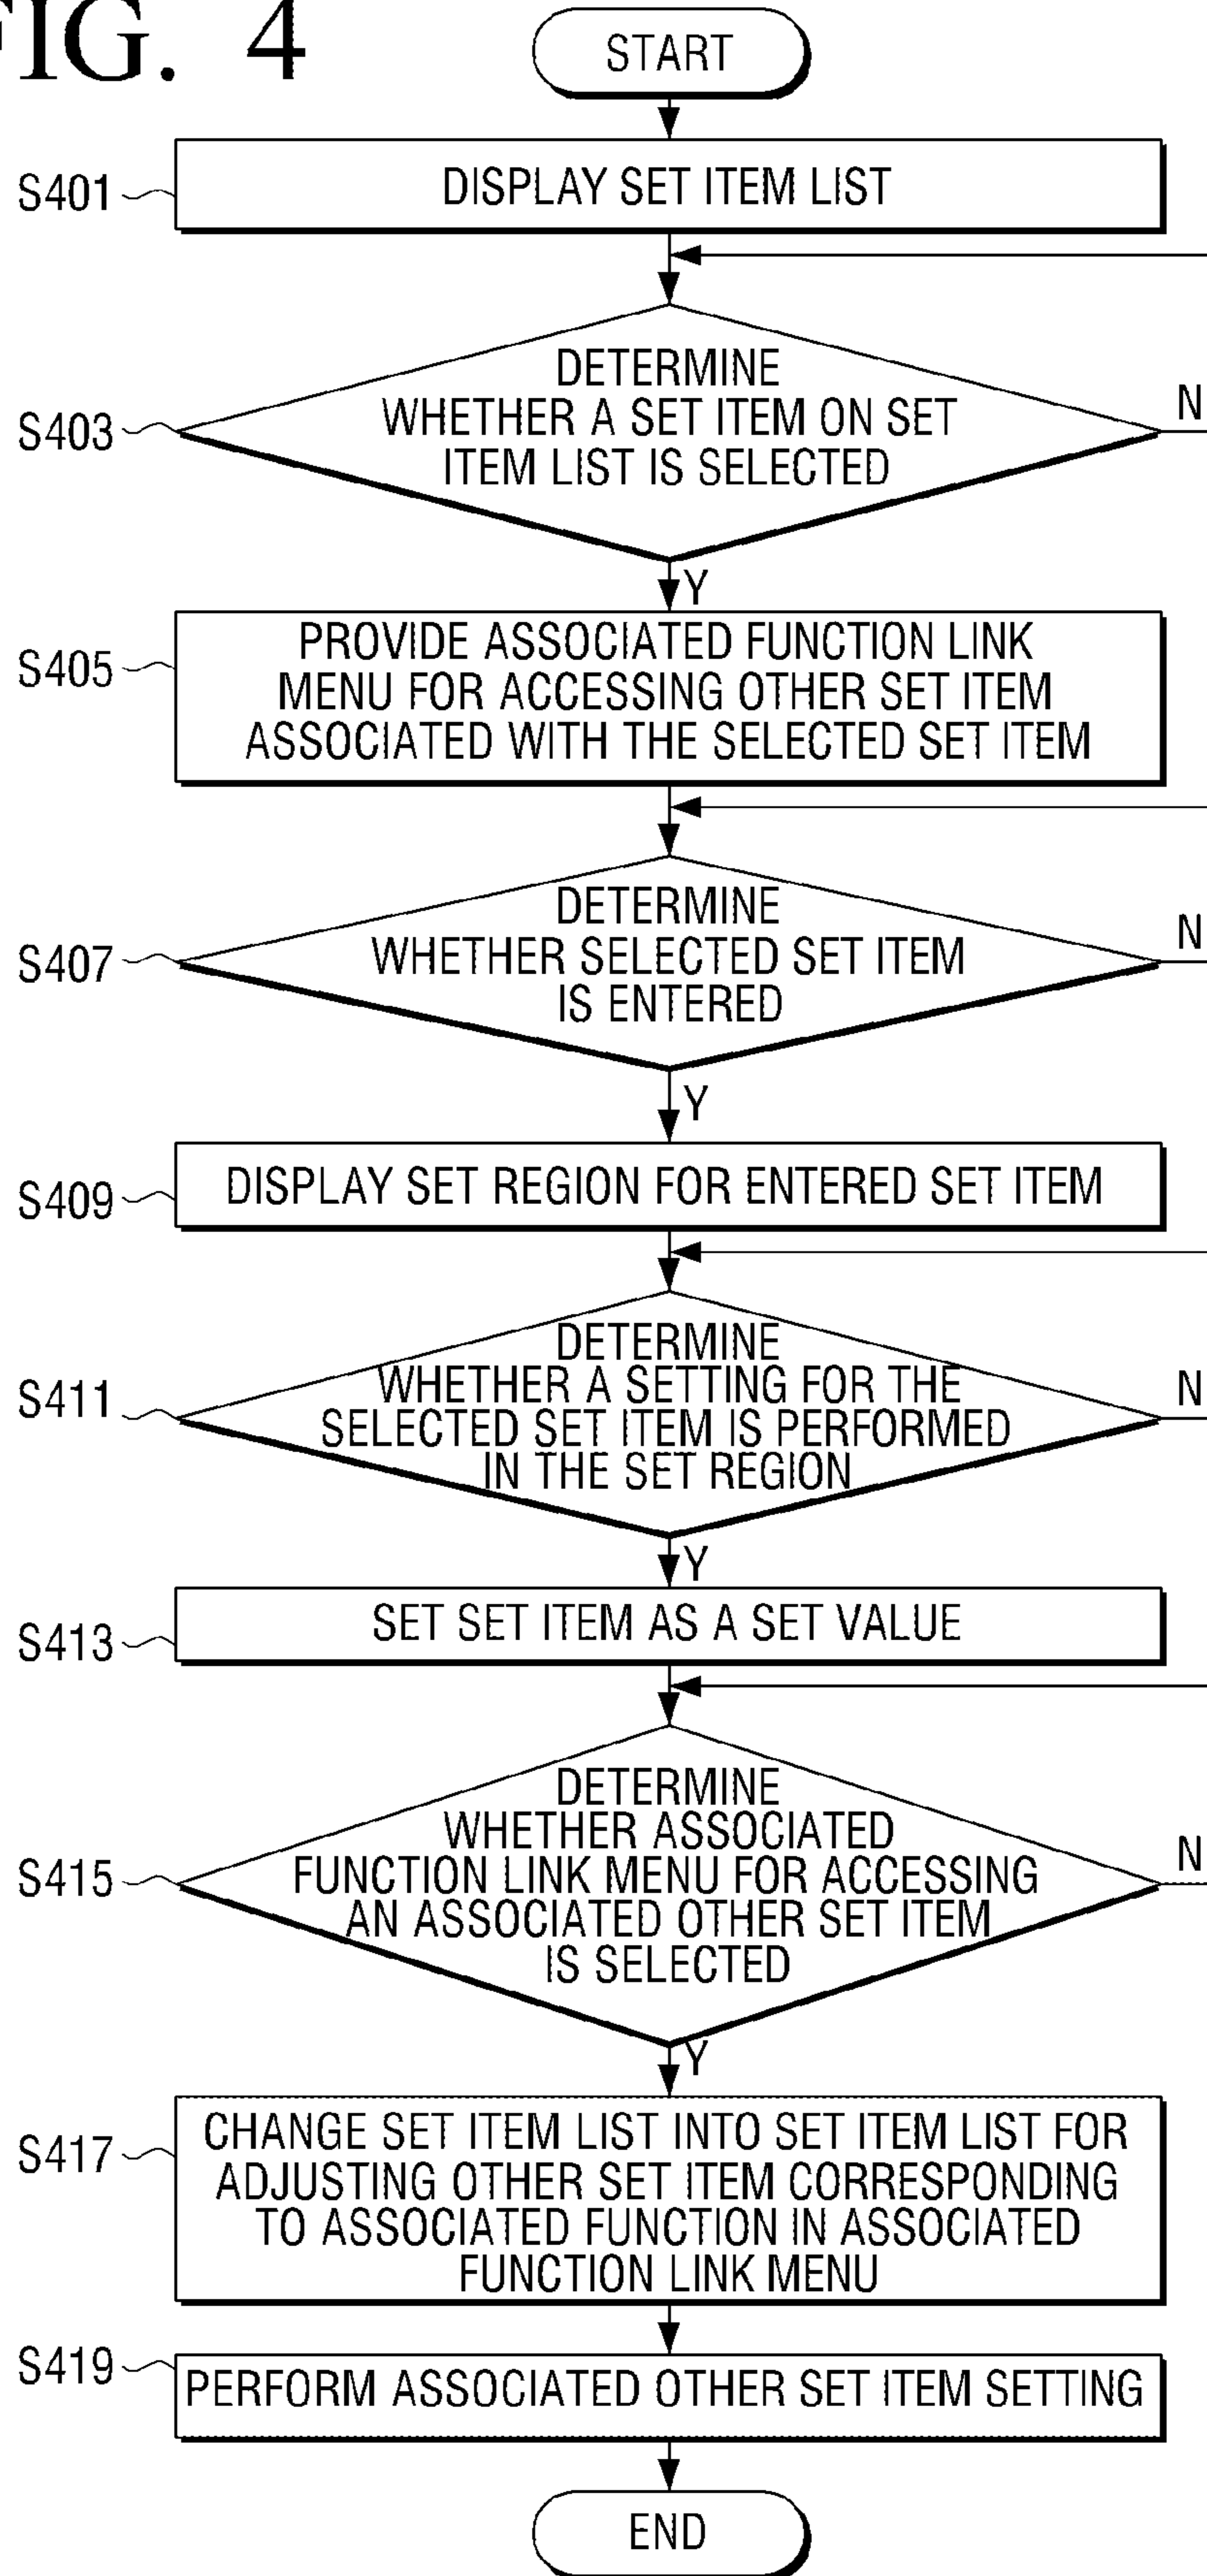 FIG. 4
START
S401
DISPLAY SET ITEM LIST
S403
DETERMINE
WHETHER A SET ITEM ON SET
ITEM LIST IS SELECTED
N
Y
S405
PROVIDE ASSOCIATED FUNCTION LINK
MENU FOR ACCESSING OTHER SET ITEM
ASSOCIATED WITH THE SELECTED SET ITEM
S407
DETERMINE
WHETHER SELECTED SET ITEM
IS ENTERED
N
Y
S409
DISPLAY SET REGION FOR ENTERED SET ITEM
S411
DETERMINE
WHETHER A SETTING FOR THE
SELECTED SET ITEM IS PERFORMED
IN THE SET REGION
N
Y
S413
SET SET ITEM AS A SET VALUE
S415
DETERMINE
WHETHER ASSOCIATED
FUNCTION LINK MENU FOR ACCESSING
AN ASSOCIATED OTHER SET ITEM
IS SELECTED
N
Y
S417
CHANGE SET ITEM LIST INTO SET ITEM LIST FOR
ADJUSTING OTHER SET ITEM CORRESPONDING
TO ASSOCIATED FUNCTION IN ASSOCIATED
FUNCTION LINK MENU
S419
PERFORM ASSOCIATED OTHER SET ITEM SETTING
END